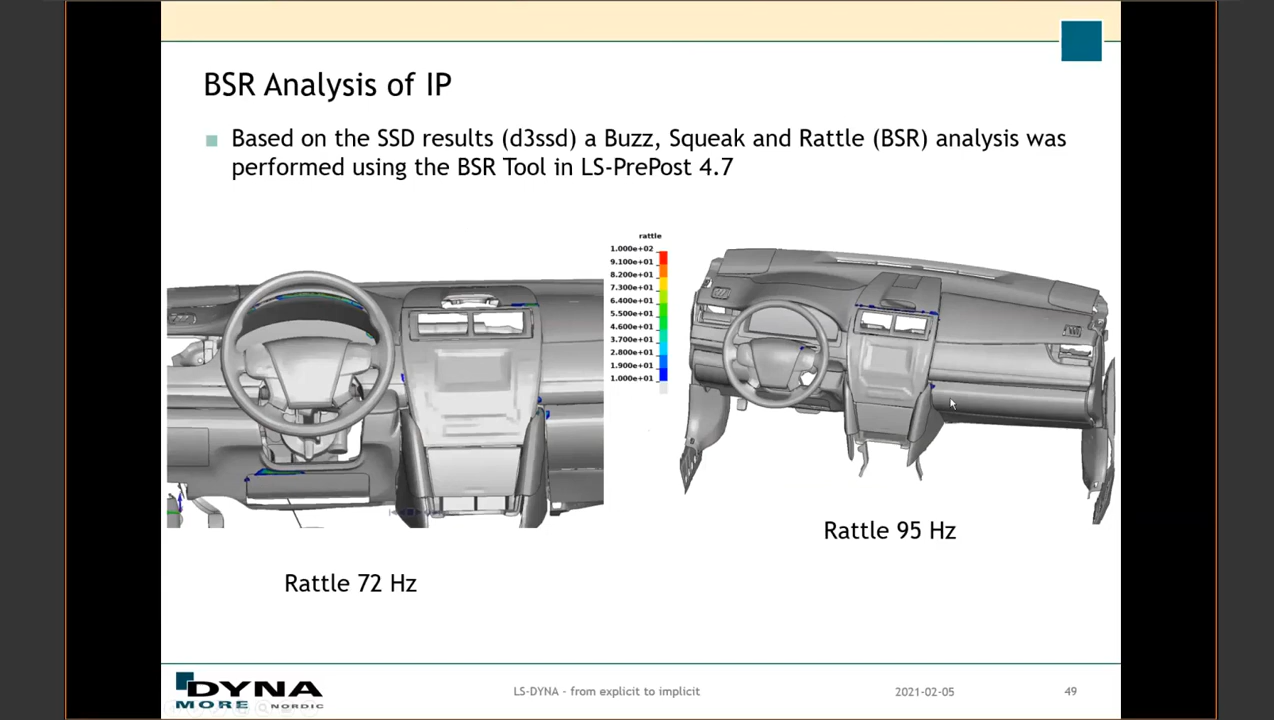 BSR Analysis of IP
Based on the SSD results (d3ssd) a Buzz, Squeak and Rattle (BSR) analysis was
performed using the BSR Tool in LS-PrePost 4.7
rattle
1.000e+02
9.100e+01
8.200e+01
7.300e+01
6.400e+01
5.500e+01
4.600e+01
3.700e+01
2.800e+01
1.900e+01
1.000e+01
Rattle 95 Hz
Rattle 72 Hz
DYNA
MORE NORDIC
LS-DYNA - from explicit to implicit
2021-02-05
49